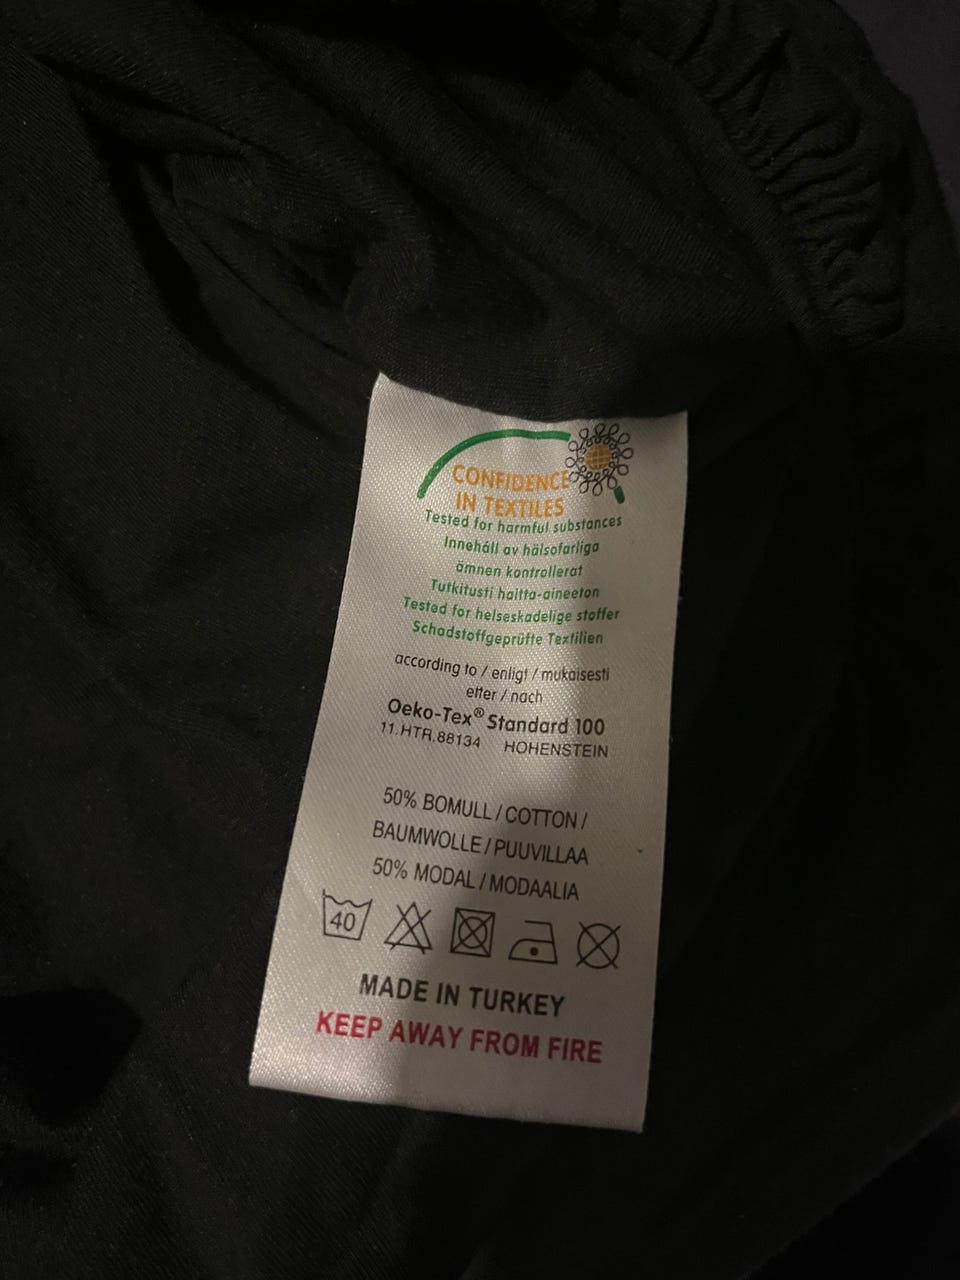 CONFIDENCE
IN TEXTILES
Tested for harmful substances
Innehåll av hälsofarliga
ämnen kontrollerat
Tutkitusti haitta-aineeton
Tested for helseskadelige stoffer
Schadstoffgeprüfte Textilien
according to / enligt / mukaisesti
etter / nach
Oeko-Tex® Standard 100
11.HTR.88134 HOHENSTEIN
50% BOMULL / COTTON /
BAUMWOLLE / PUUVILLAA
50% MODAL / MODAALIA
40
MADE IN TURKEY
KEEP AWAY FROM FIRE